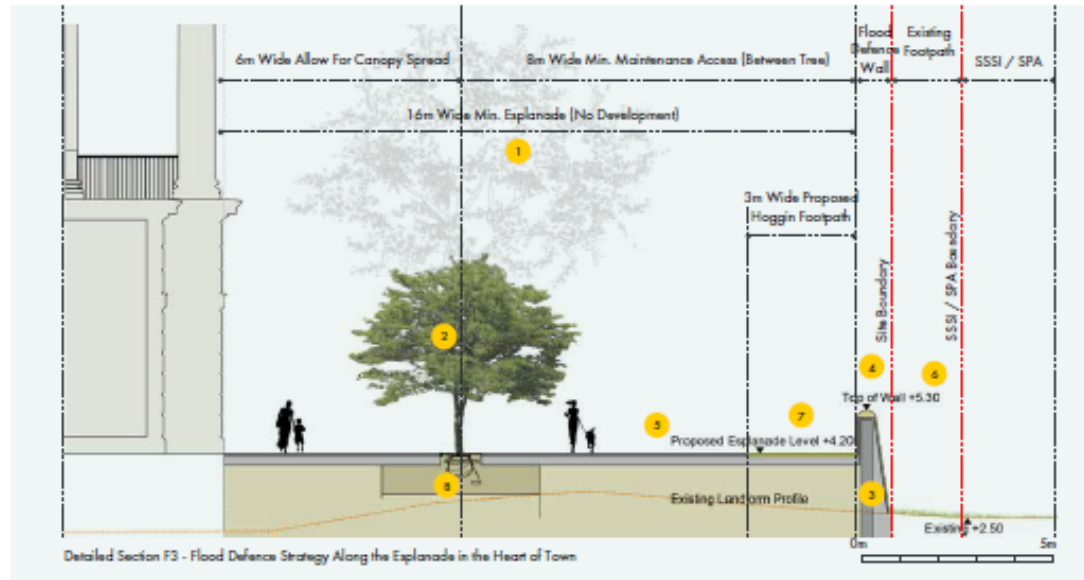 Flood
Defence
Wall
Existing
Footpath
SSSI / SPA
6m Wide Allow For Canopy Spread
8m Wide Min. Maintenance Access (Between Tree)
16m Wide Min. Esplanade (No Development)
1
3m Wide Proposed
Hoggin Footpath
Site Boundary
SSSI / SPA Boundary
2
4
6
Top of Wall +5.30
7
5
Proposed Esplanade Level +4.20
8
Existing Landform Profile
3
Existing +2.50
0m
5m
Detailed Section F3 - Flood Defence Strategy Along the Esplanade in the Heart of Town